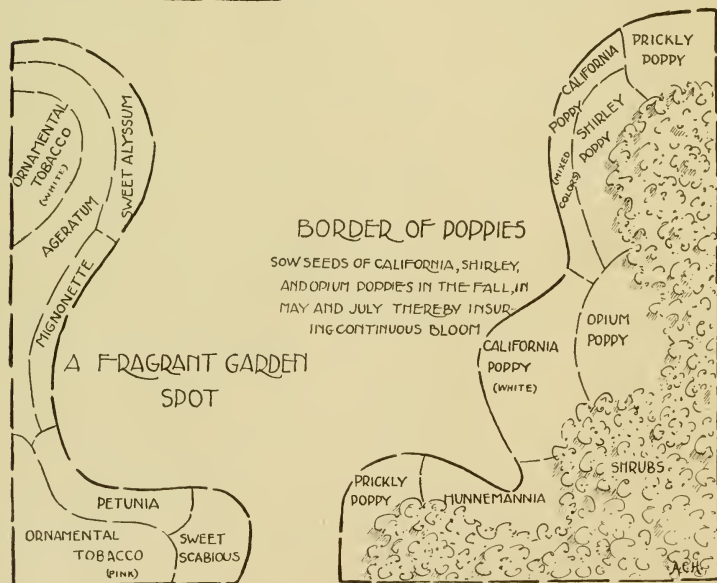 ORNAMENTAL
TOBACCO
(WHITE)
SWEET ALYSSUM
AGERATUM
MIGNONETTE
A FRAGRANT GARDEN
SPOT
PETUNIA
ORNAMENTAL
TOBACCO
(PINK)
SWEET
SCABIOUS
BORDER OF POPPIES
SOW SEEDS OF CALIFORNIA, SHIRLEY,
AND OPIUM POPPIES IN THE FALL, IN
MAY AND JULY THEREBY INSUR-
ING CONTINUOUS BLOOM
CALIFORNIA
POPPY
(MIXED
COLORS)
PRICKLY
POPPY
SHIRLEY
POPPY
OPIUM
POPPY
CALIFORNIA
POPPY
(WHITE)
SHRUBS
PRICKLY
POPPY
HUNNEMANNIA
A.C.H.